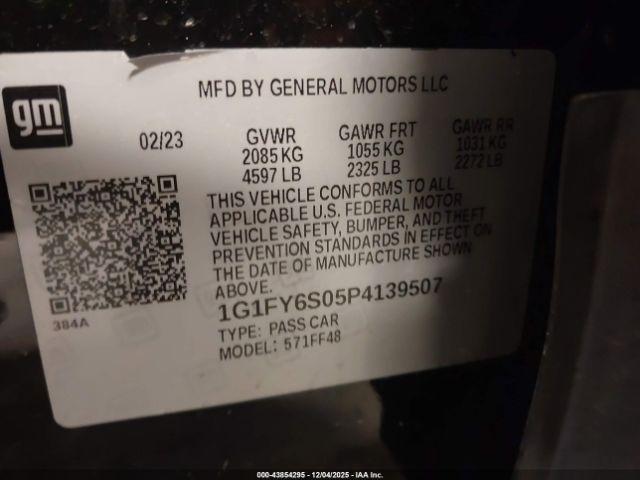 gm
MFD BY GENERAL MOTORS LLC
02/23 GVWR GAWR FRT GAWR RR
2085 KG 1055 KG 1031 KG
4597 LB 2325 LB 2272 LB
THIS VEHICLE CONFORMS TO ALL
APPLICABLE U.S. FEDERAL MOTOR
VEHICLE SAFETY, BUMPER, AND THEFT
PREVENTION STANDARDS IN EFFECT ON
THE DATE OF MANUFACTURE SHOWN
ABOVE.
384A
1G1FY6S05P4139507
TYPE: PASS CAR
MODEL: 571FF48
000-43854295 - 12/04/2025 - IAA Inc.